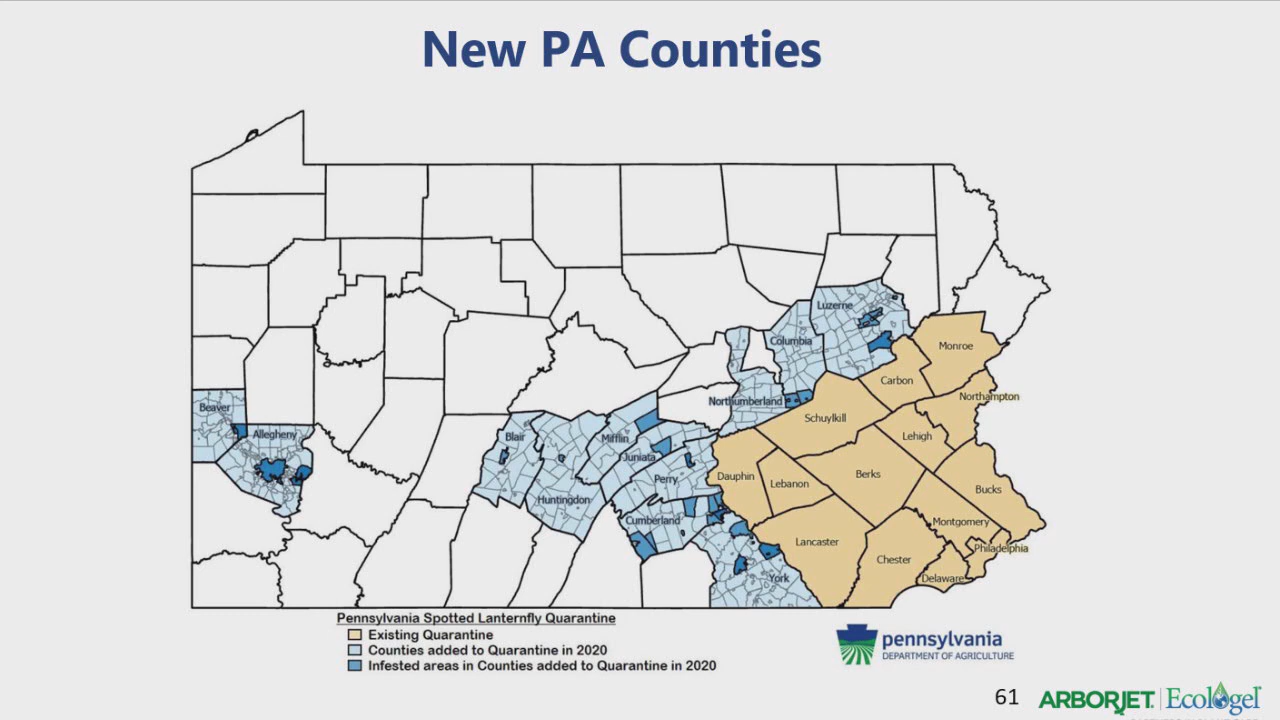 New PA Counties
Luzerne
Columbia
Monroe
Carbon
Northampton
Northumberland
Beaver
Schuylkill
Allegheny
Blair
Mifflin
Lehigh
Juniata
Dauphin
Berks
Perry
Lebanon
Bucks
Huntingdon
Cumberland
Montgomery
Lancaster
Philadelphia
Chester
York
Delaware
Pennsylvania Spotted Lanternfly Quarantine
Existing Quarantine
Counties added to Quarantine in 2020
Infested areas in Counties added to Quarantine in 2020
pennsylvania
DEPARTMENT OF AGRICULTURE
61
ARBORJET
Ecologel